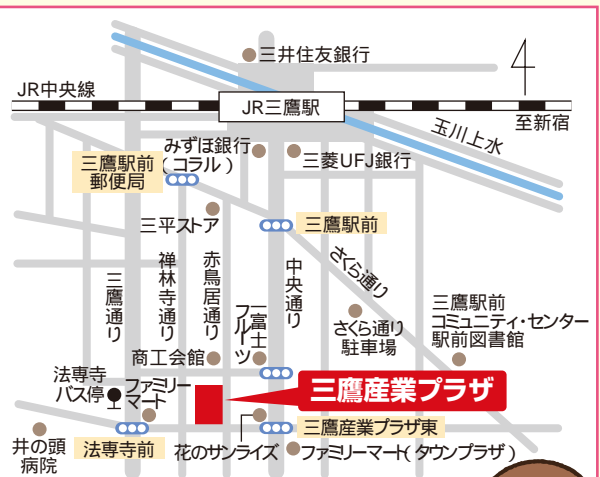 三井住友銀行
JR中央線
JR三鷹駅
至新宿
玉川上水
みずほ銀行
(コラル)
三菱UFJ銀行
三鷹駅前
郵便局
三平ストア
三鷹駅前
さくら通り
三鷹通り
禅林寺通り
赤鳥居通り
中央通り
一富士
フルーツ
さくら通り
駐車場
三鷹駅前
コミュニティ・センター
駅前図書館
商工会館
法専寺
バス停
ファミリー
マート
三鷹産業プラザ
井の頭
病院
法専寺前
花のサンライズ
三鷹産業プラザ東
ファミリーマート(タウンプラザ)